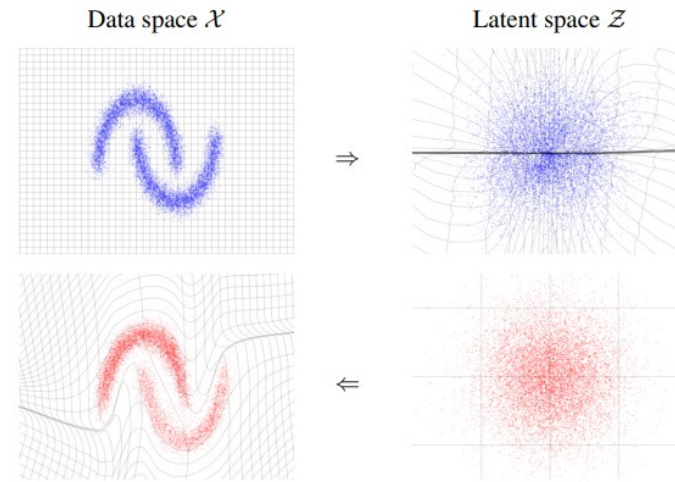 Data space 𝒳
Latent space 𝒵
⇒
⇐